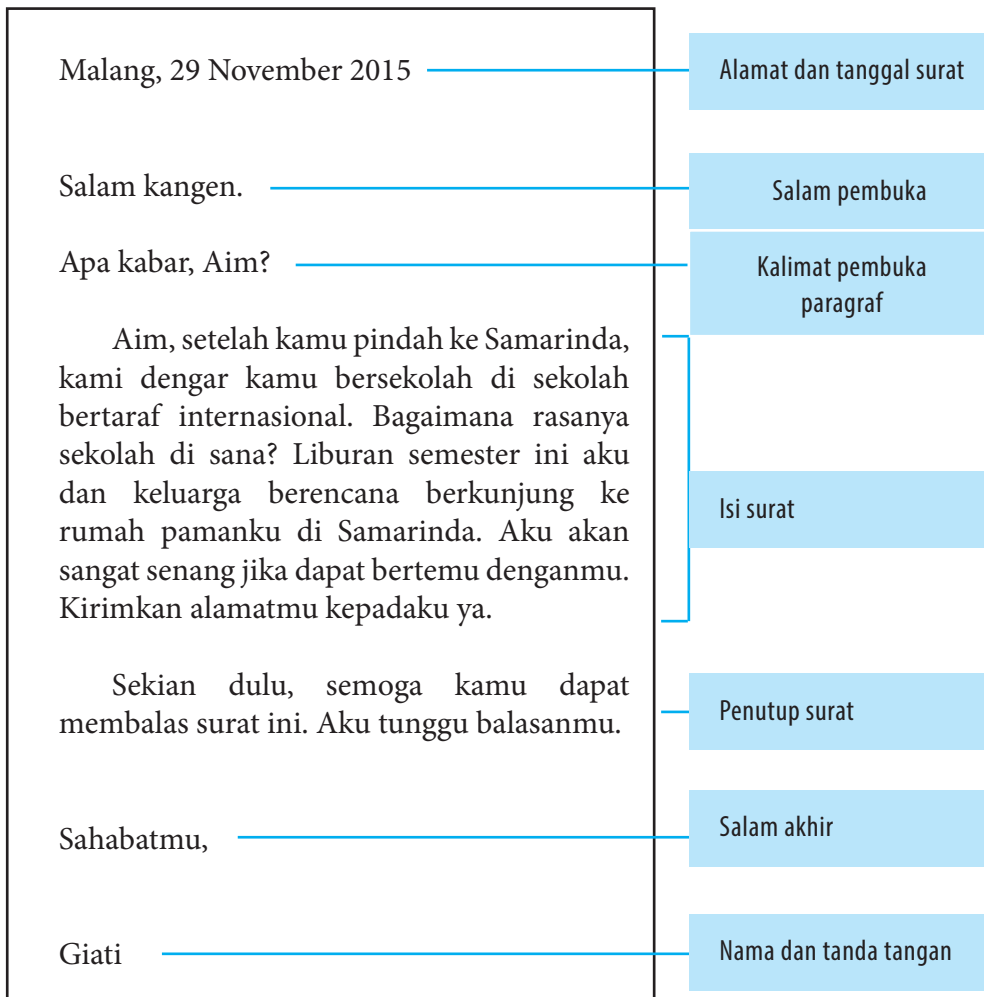 Malang, 29 November 2015
Alamat dan tanggal surat
Salam kangen.
Salam pembuka
Apa kabar, Aim?
Kalimat pembuka
paragraf
Aim, setelah kamu pindah ke Samarinda,
kami dengar kamu bersekolah di sekolah
bertaraf internasional. Bagaimana rasanya
sekolah di sana? Liburan semester ini aku
dan keluarga berencana berkunjung ke
rumah pamanku di Samarinda. Aku akan
sangat senang jika dapat bertemu denganmu.
Kirimkan alamatmu kepadaku ya.
Isi surat
Sekian dulu, semoga kamu dapat
membalas surat ini. Aku tunggu balasanmu.
Penutup surat
Sahabatmu,
Salam akhir
Giati
Nama dan tanda tangan